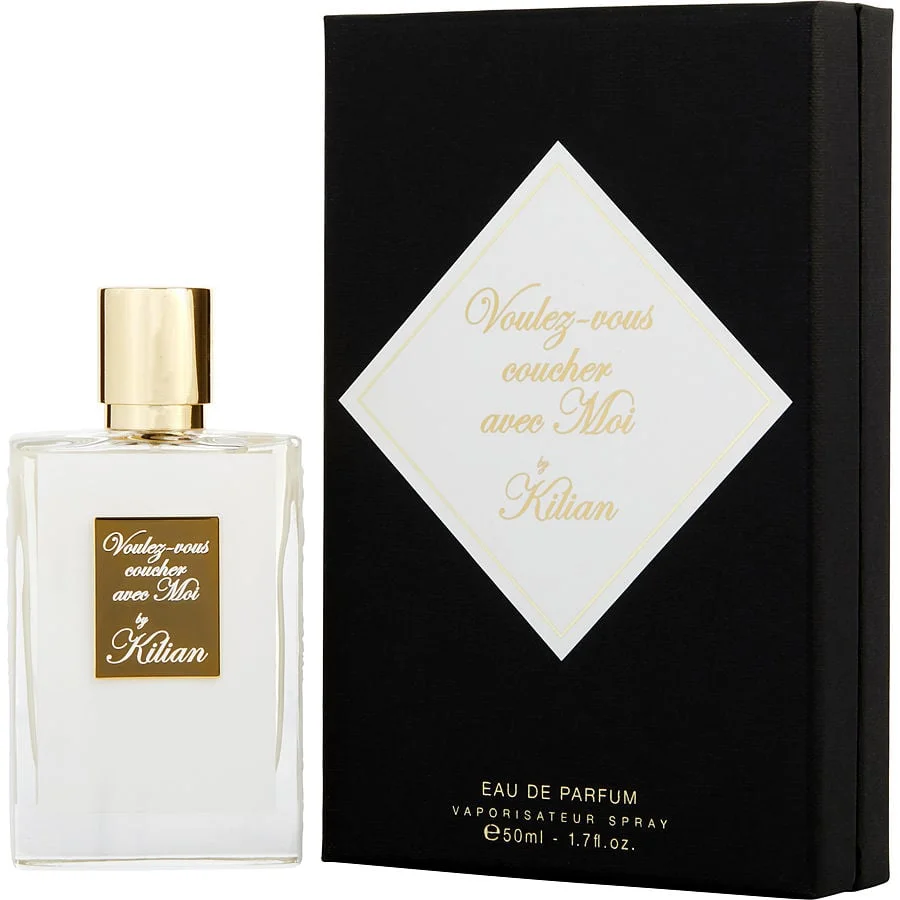 Voulez-vous
coucher
avec Moi
by
Kilian
Voulez-vous
coucher
avec Moi
by
Kilian
EAU DE PARFUM
VAPORISATEUR SPRAY
℮50ml - 1.7fl.oz.